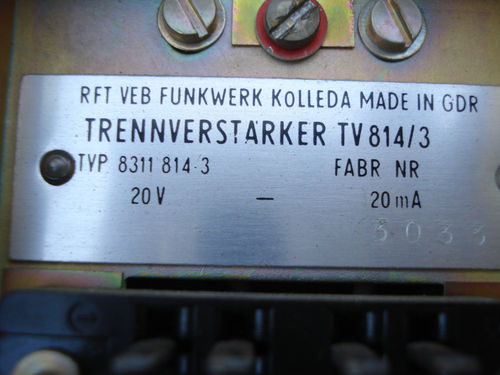 RFT VEB FUNKWERK KOLLEDA MADE IN GDR
TRENNVERSTARKER TV 814/3
TYP 8311 814·3 FABR NR
20 V — 20 mA
3033